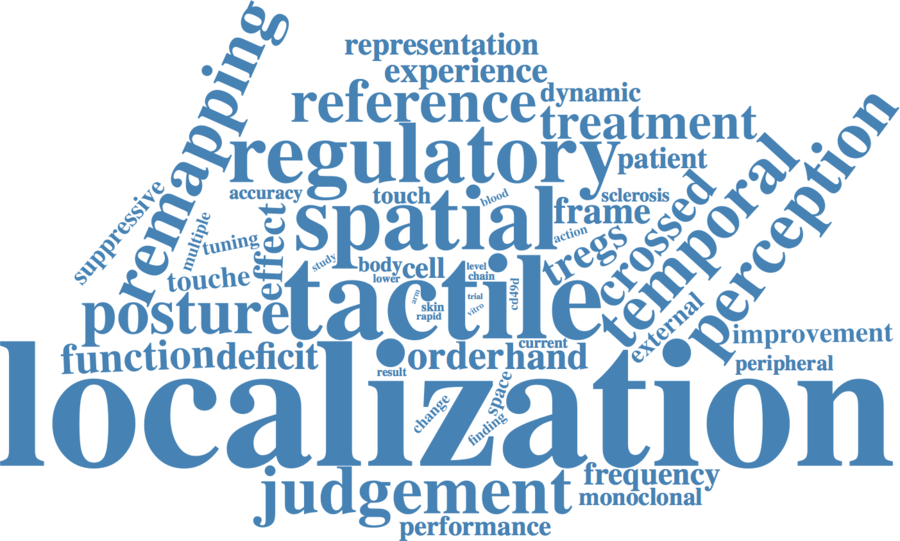 representation
experience
reference
dynamic
treatment
remapping
regulatory
patient
perception
accuracy
touch
blood
sclerosis
suppressive
multiple
tuning
effect
spatial
frame
action
crossed
temporal
touche
study
body
cell
lower
level
chain
tregs
posture
tactile
arm
skin
rapid
trial
vitro
cd49d
external
improvement
function
deficit
order
hand
current
peripheral
result
localization
change
space
finding
judgement
frequency
monoclonal
performance